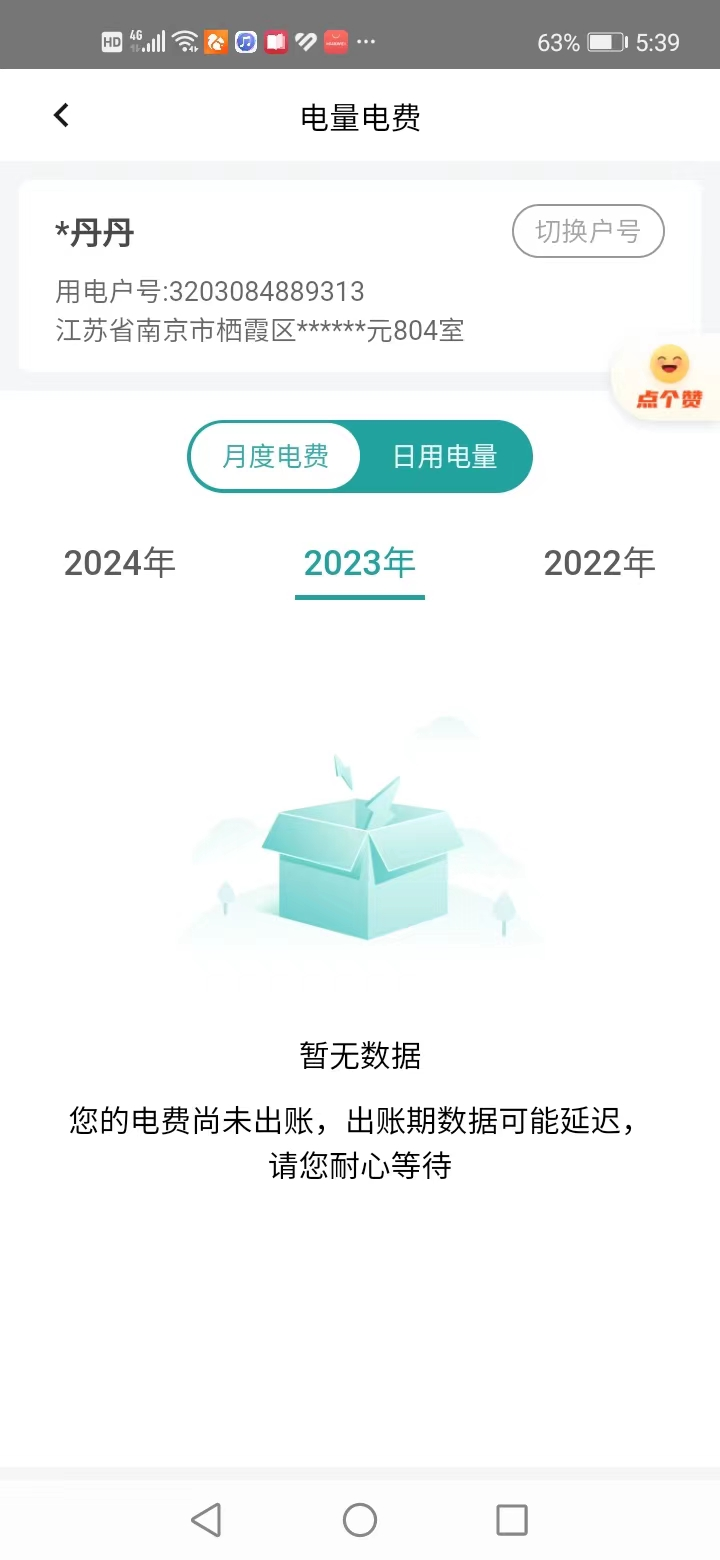 HD 4G 63% 5:39
电量电费
*丹丹
切换户号
用电户号:3203084889313
江苏省南京市栖霞区******元804室
点个赞
月度电费 日用电量
2024年 2023年 2022年
暂无数据
您的电费尚未出账，出账期数据可能延迟，
请您耐心等待